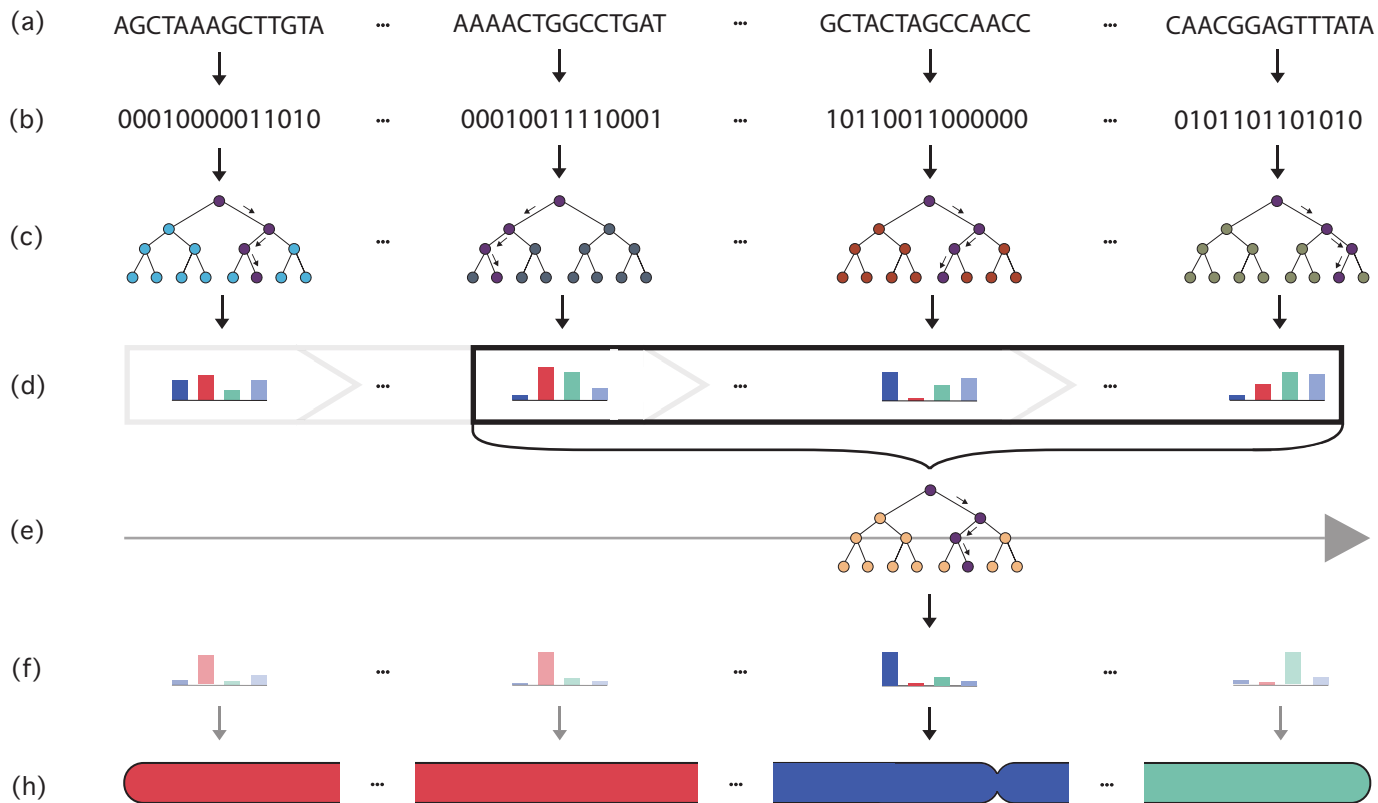 (a) AGCTAAAGCTTGTA ... AAAACTGGCCTGAT ... GCTACTAGCCAACC ... CAACGGAGTTTATA
(b) 00010000011010 ... 00010011110001 ... 10110011000000 ... 0101101101010
(c) ... ... ...
(d) ... ... ...
(e)
(f) ... ... ...
(h) ... ... ...